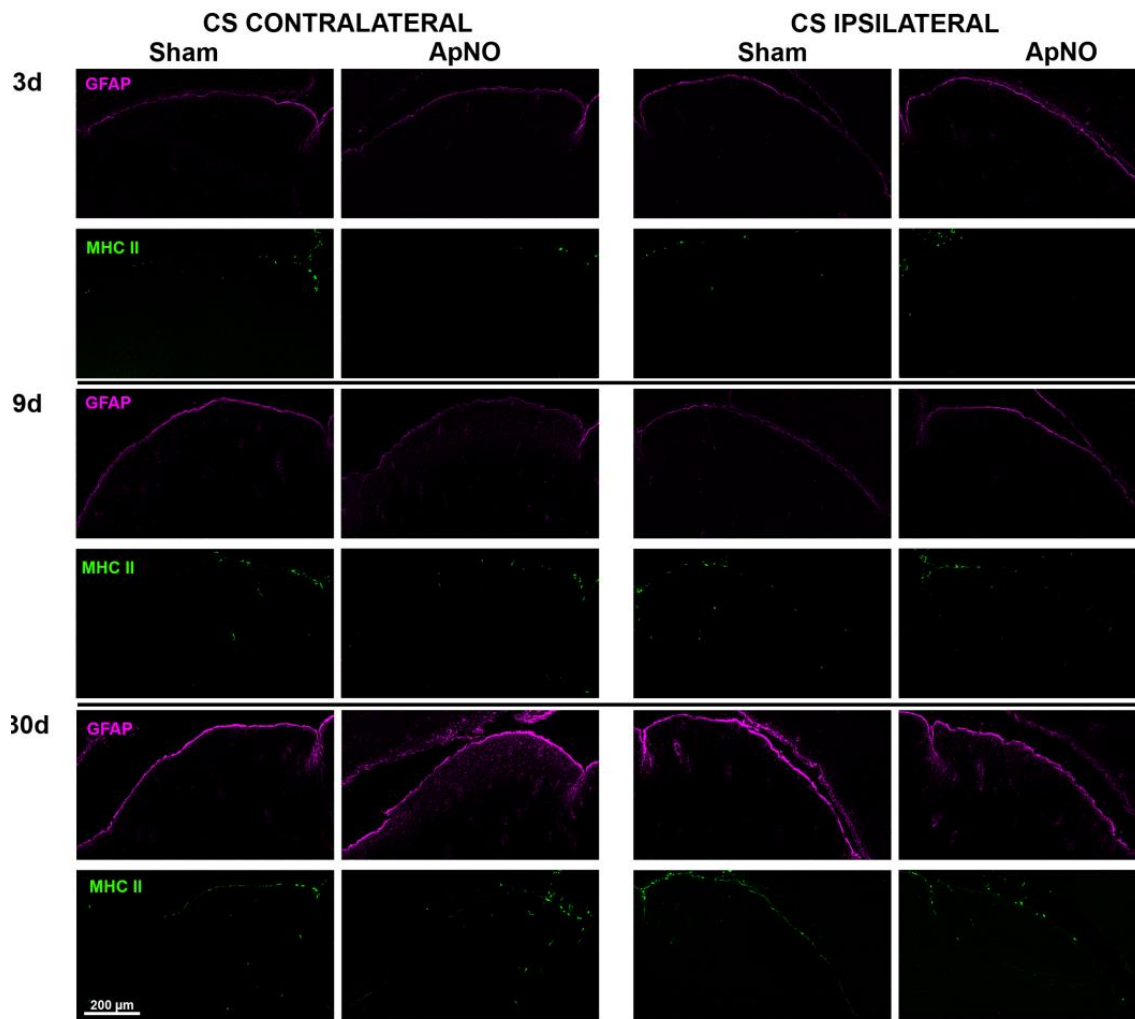 CS CONTRALATERAL CS IPSILATERAL
Sham ApNO Sham ApNO
3d
GFAP
MHC II
9d
GFAP
MHC II
30d
GFAP
MHC II
200 µm